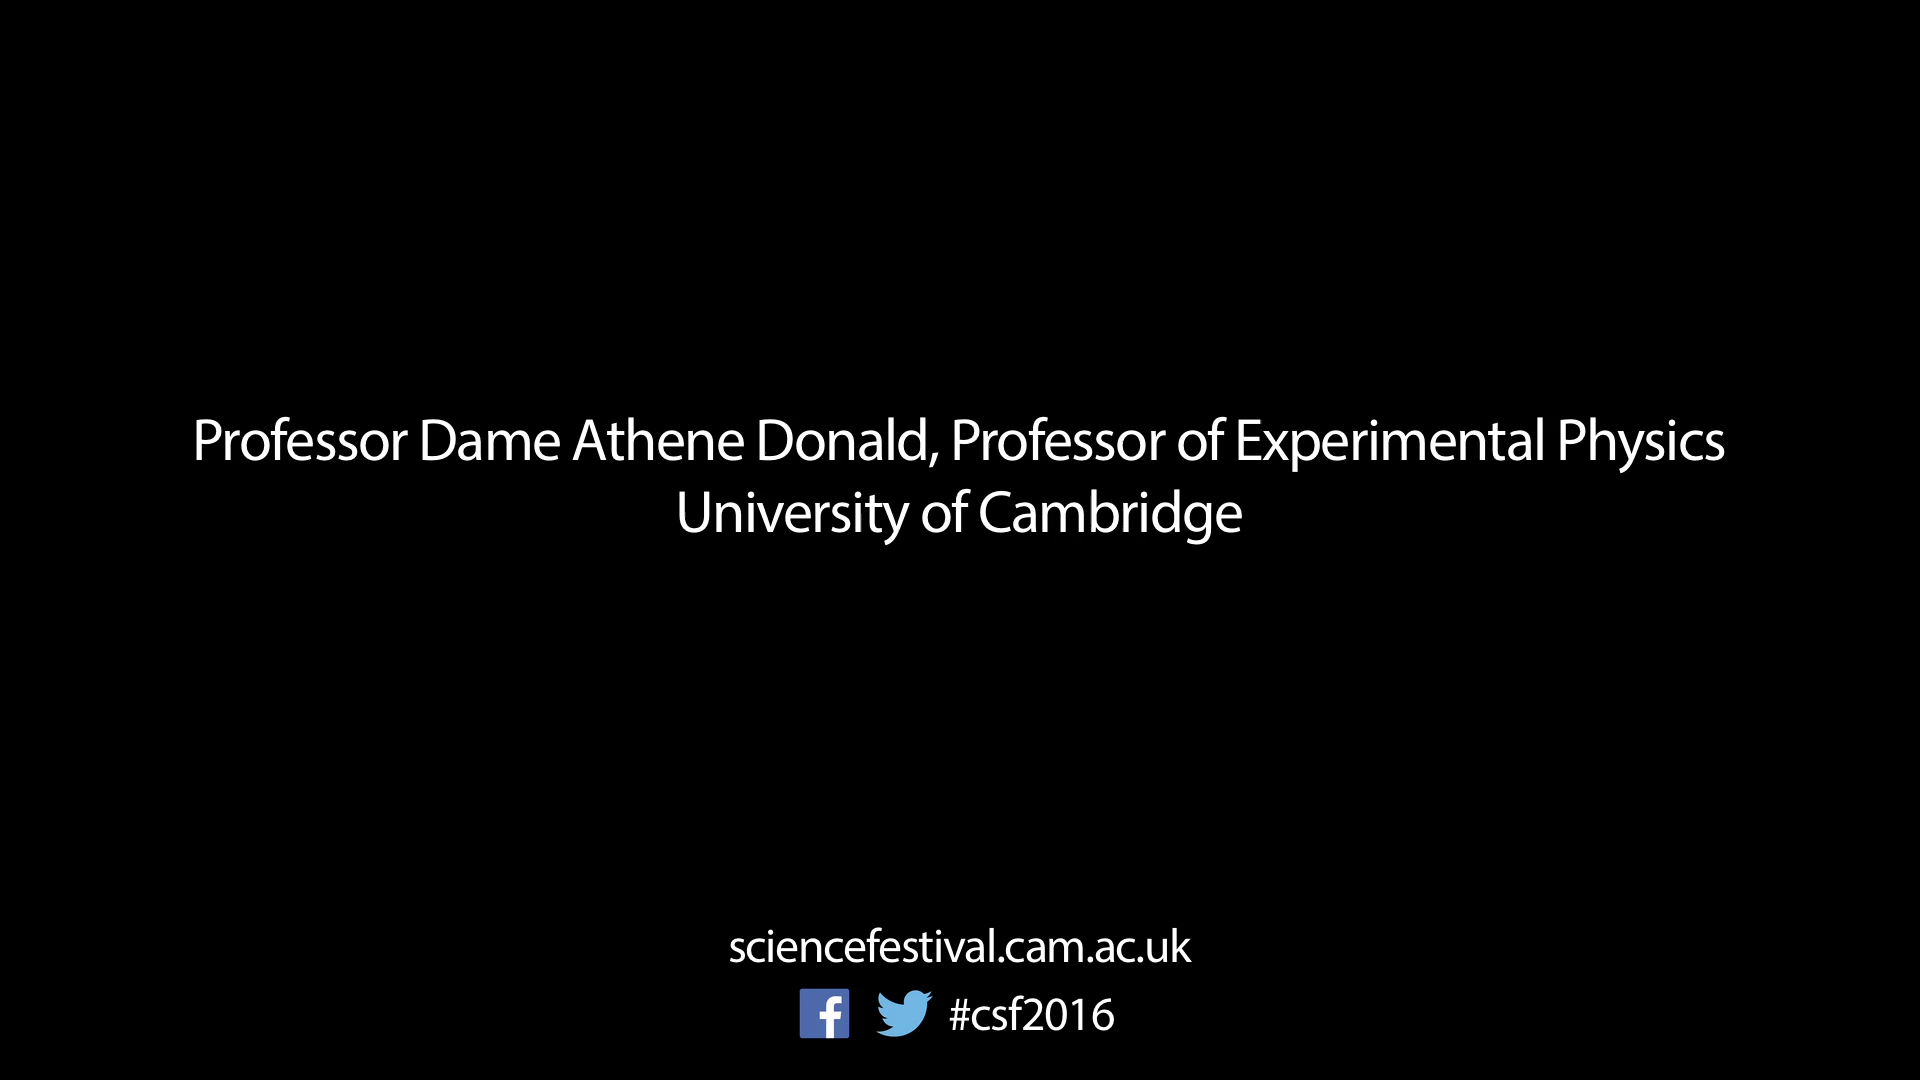 Professor Dame Athene Donald, Professor of Experimental Physics
University of Cambridge
sciencefestival.cam.ac.uk
#csf2016